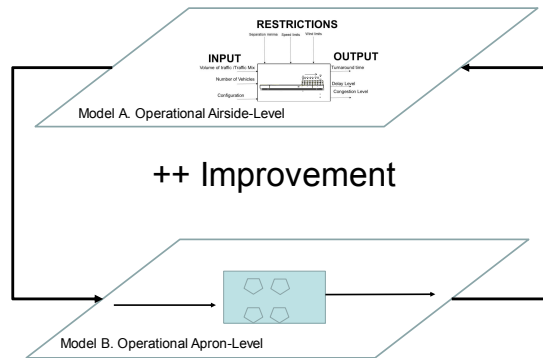 RESTRICTIONS
Separation minima
Speed limits
Wind limits
INPUT
OUTPUT
Volume of traffic /Traffic Mix
Turnaround time
Number of Vehicles
Delay Level
Congestion Level
Configuration
Model A. Operational Airside-Level
++ Improvement
Model B. Operational Apron-Level